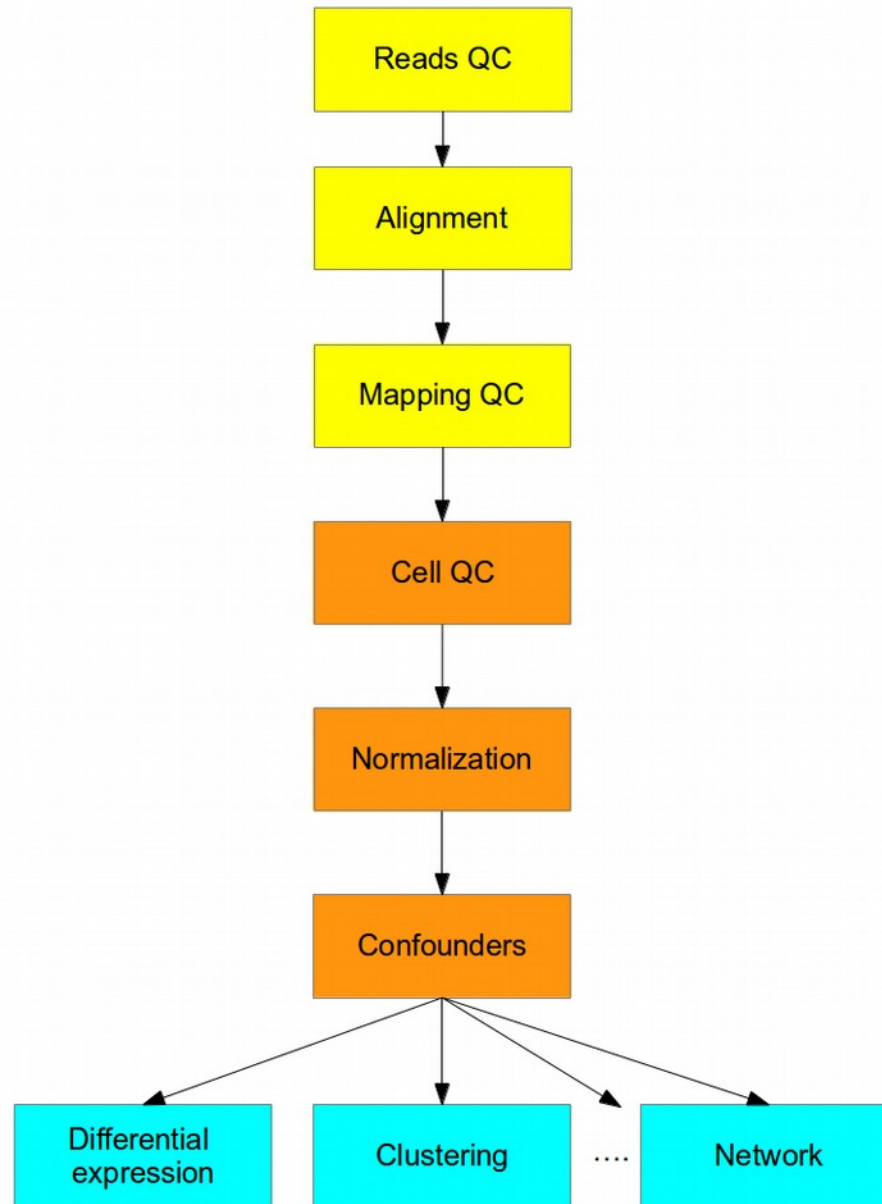 Reads QC
Alignment
Mapping QC
Cell QC
Normalization
Confounders
Differential
expression
Clustering
....
Network